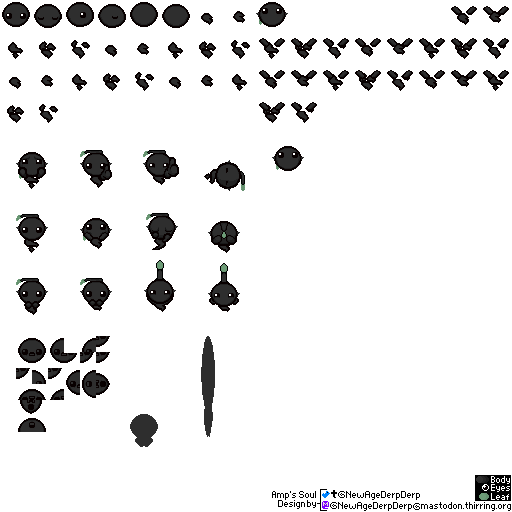 Body
Eyes
Leaf
Amp's Soul
@NewAgeDerpDerp
Design by-
@NewAgeDerpDerp@mastodon.thirring.org